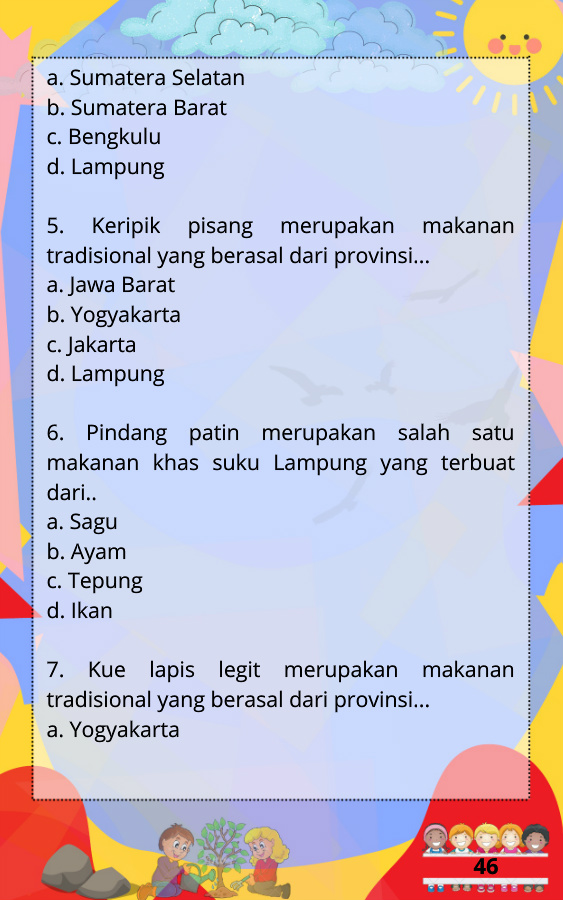 a. Sumatera Selatan
b. Sumatera Barat
c. Bengkulu
d. Lampung
5. Keripik pisang merupakan makanan
tradisional yang berasal dari provinsi...
a. Jawa Barat
b. Yogyakarta
c. Jakarta
d. Lampung
6. Pindang patin merupakan salah satu
makanan khas suku Lampung yang terbuat
dari..
a. Sagu
b. Ayam
c. Tepung
d. Ikan
7. Kue lapis legit merupakan makanan
tradisional yang berasal dari provinsi...
a. Yogyakarta
46